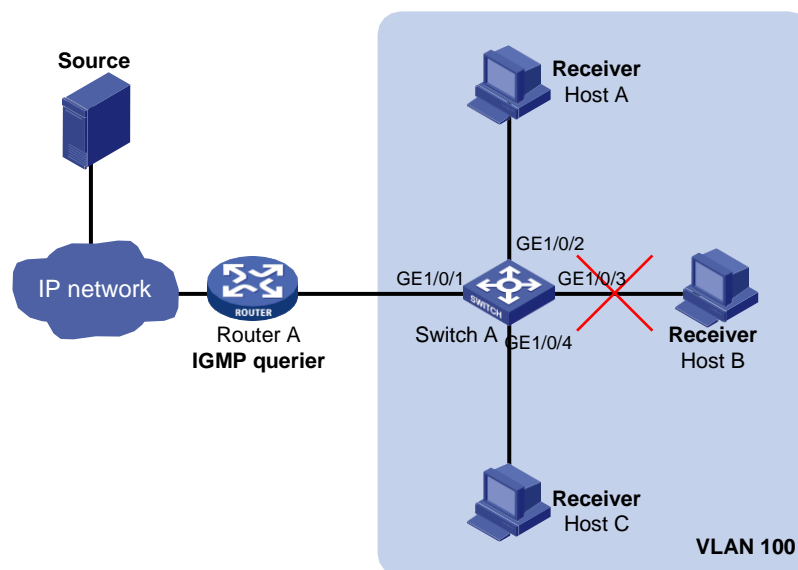 Source
Receiver
Host A
GE1/0/2
GE1/0/1
GE1/0/3
IP network
ROUTER
SWITCH
Router A
IGMP querier
Switch A
GE1/0/4
Receiver
Host B
Receiver
Host C
VLAN 100